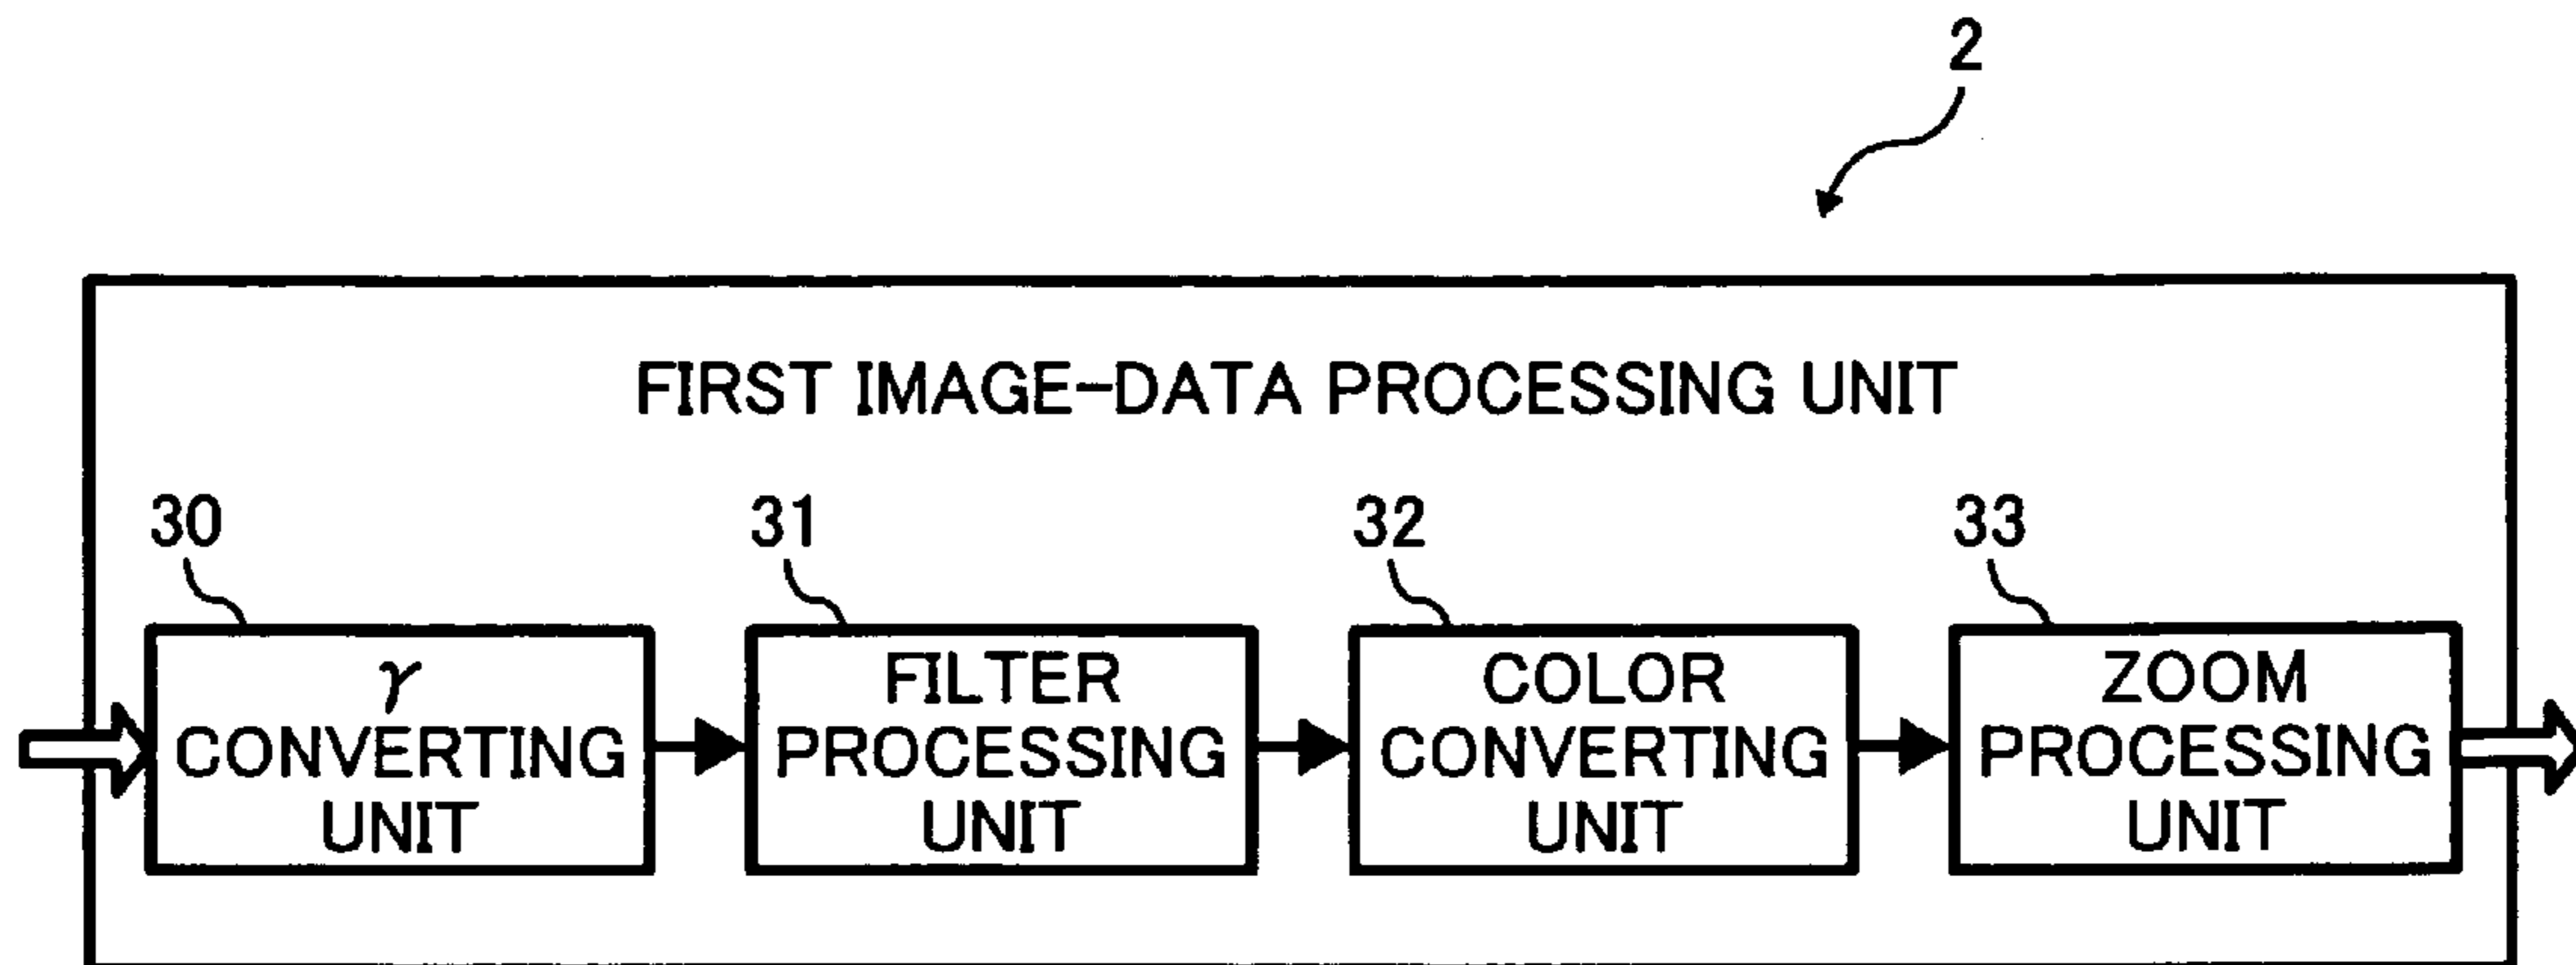 2
FIRST IMAGE-DATA PROCESSING UNIT
30
31
32
33
γ
CONVERTING
UNIT
FILTER
PROCESSING
UNIT
COLOR
CONVERTING
UNIT
ZOOM
PROCESSING
UNIT